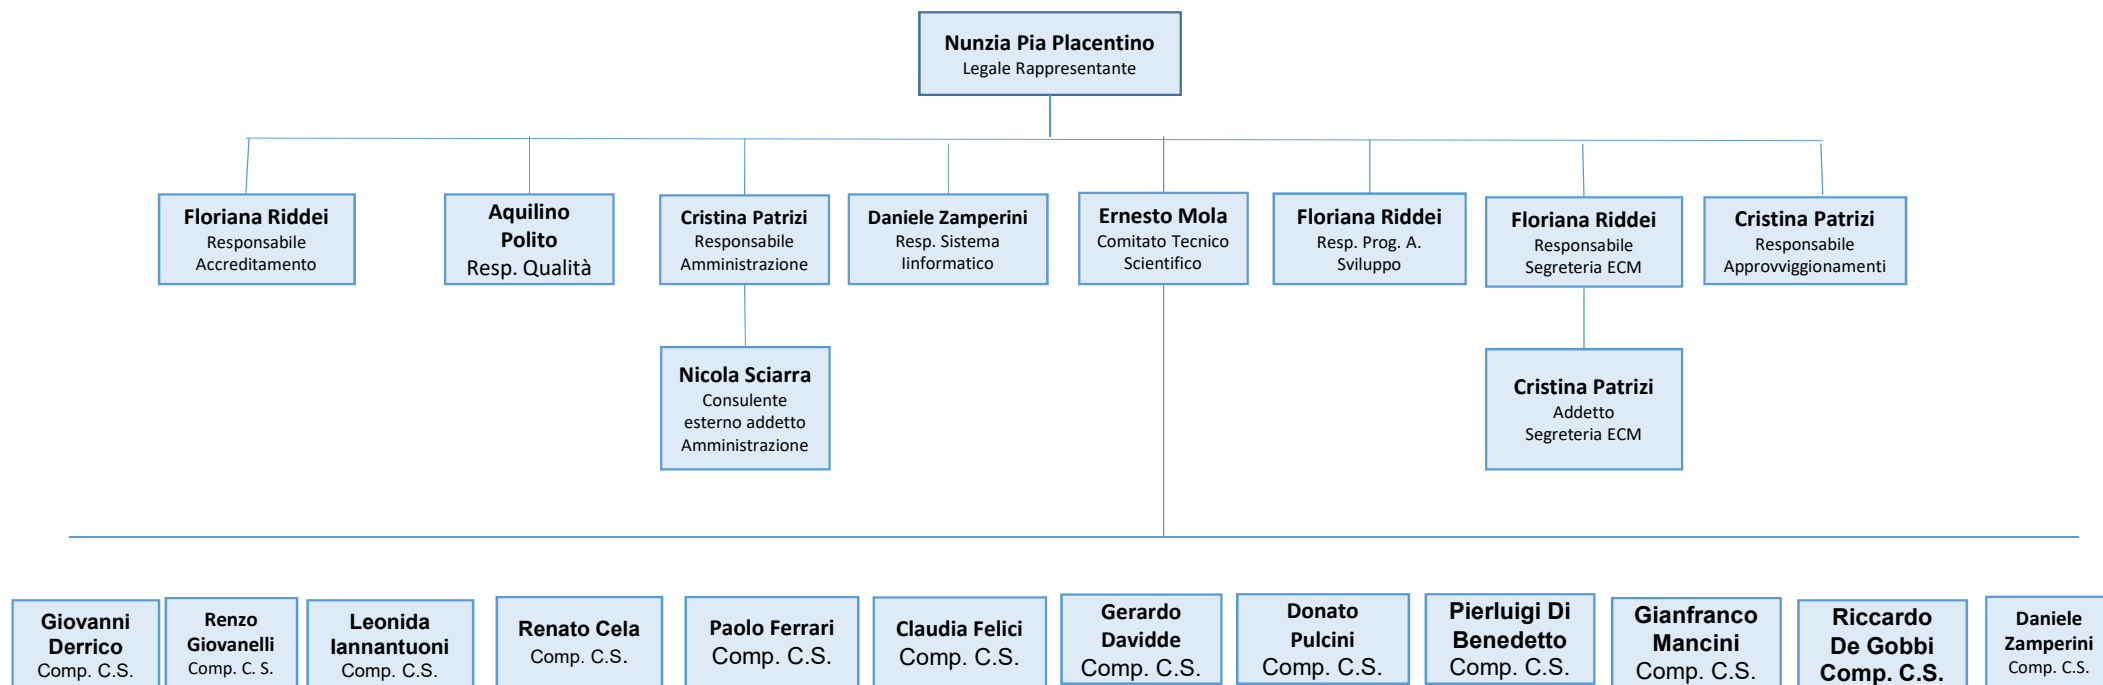 Nunzia Pia Placentino
Legale Rappresentante
Floriana Riddei
Responsabile
Accreditamento
Aquilino
Polito
Resp. Qualità
Cristina Patrizi
Responsabile
Amministrazione
Daniele Zamperini
Resp. Sistema
Iinformatico
Ernesto Mola
Comitato Tecnico
Scientifico
Floriana Riddei
Resp. Prog. A.
Sviluppo
Floriana Riddei
Responsabile
Segreteria ECM
Cristina Patrizi
Responsabile
Approvviggionamenti
Nicola Sciarra
Consulente
esterno addetto
Amministrazione
Cristina Patrizi
Addetto
Segreteria ECM
Giovanni
Derrico
Comp. C.S.
Renzo
Giovanelli
Comp. C. S.
Leonida
Iannantuoni
Comp. C.S.
Renato Cela
Comp. C.S.
Paolo Ferrari
Comp. C.S.
Claudia Felici
Comp. C.S.
Gerardo
Davidde
Comp. C.S.
Donato
Pulcini
Comp. C.S.
Pierluigi Di
Benedetto
Comp. C.S.
Gianfranco
Mancini
Comp. C.S.
Riccardo
De Gobbi
Comp. C.S.
Daniele
Zamperini
Comp. C.S.